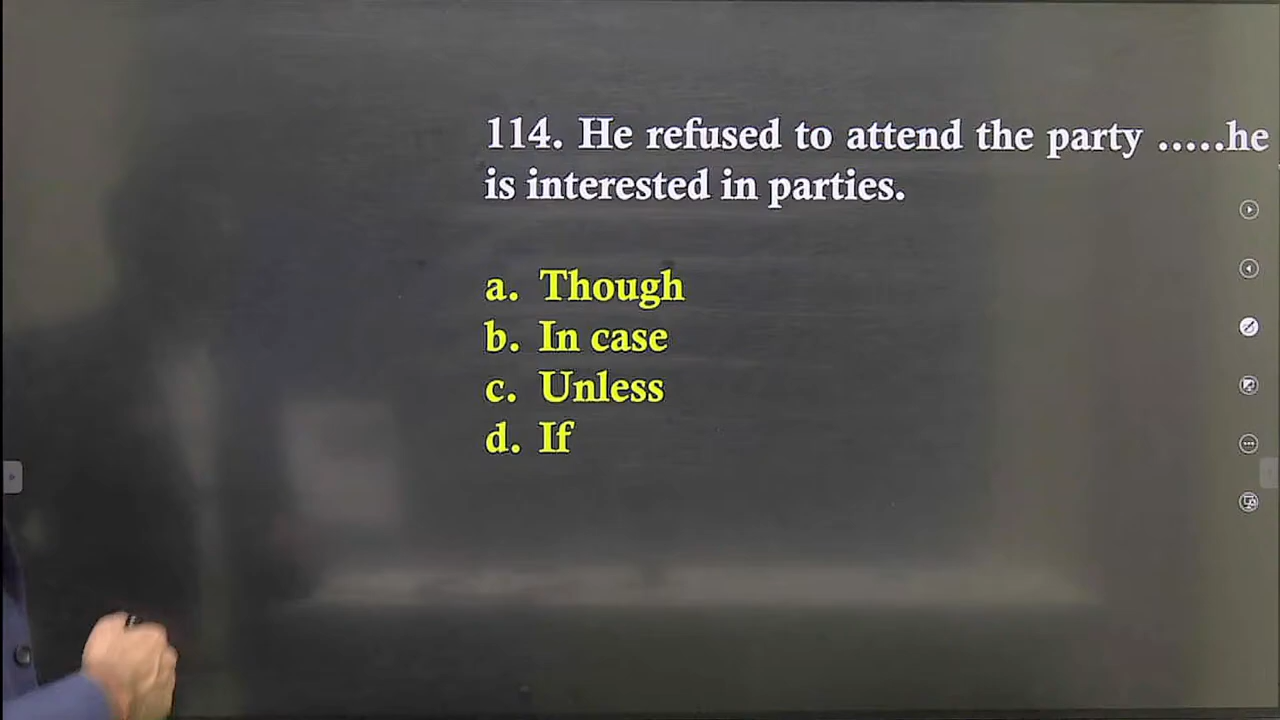 114. He refused to attend the party .....he
is interested in parties.
a. Though
b. In case
c. Unless
d. If